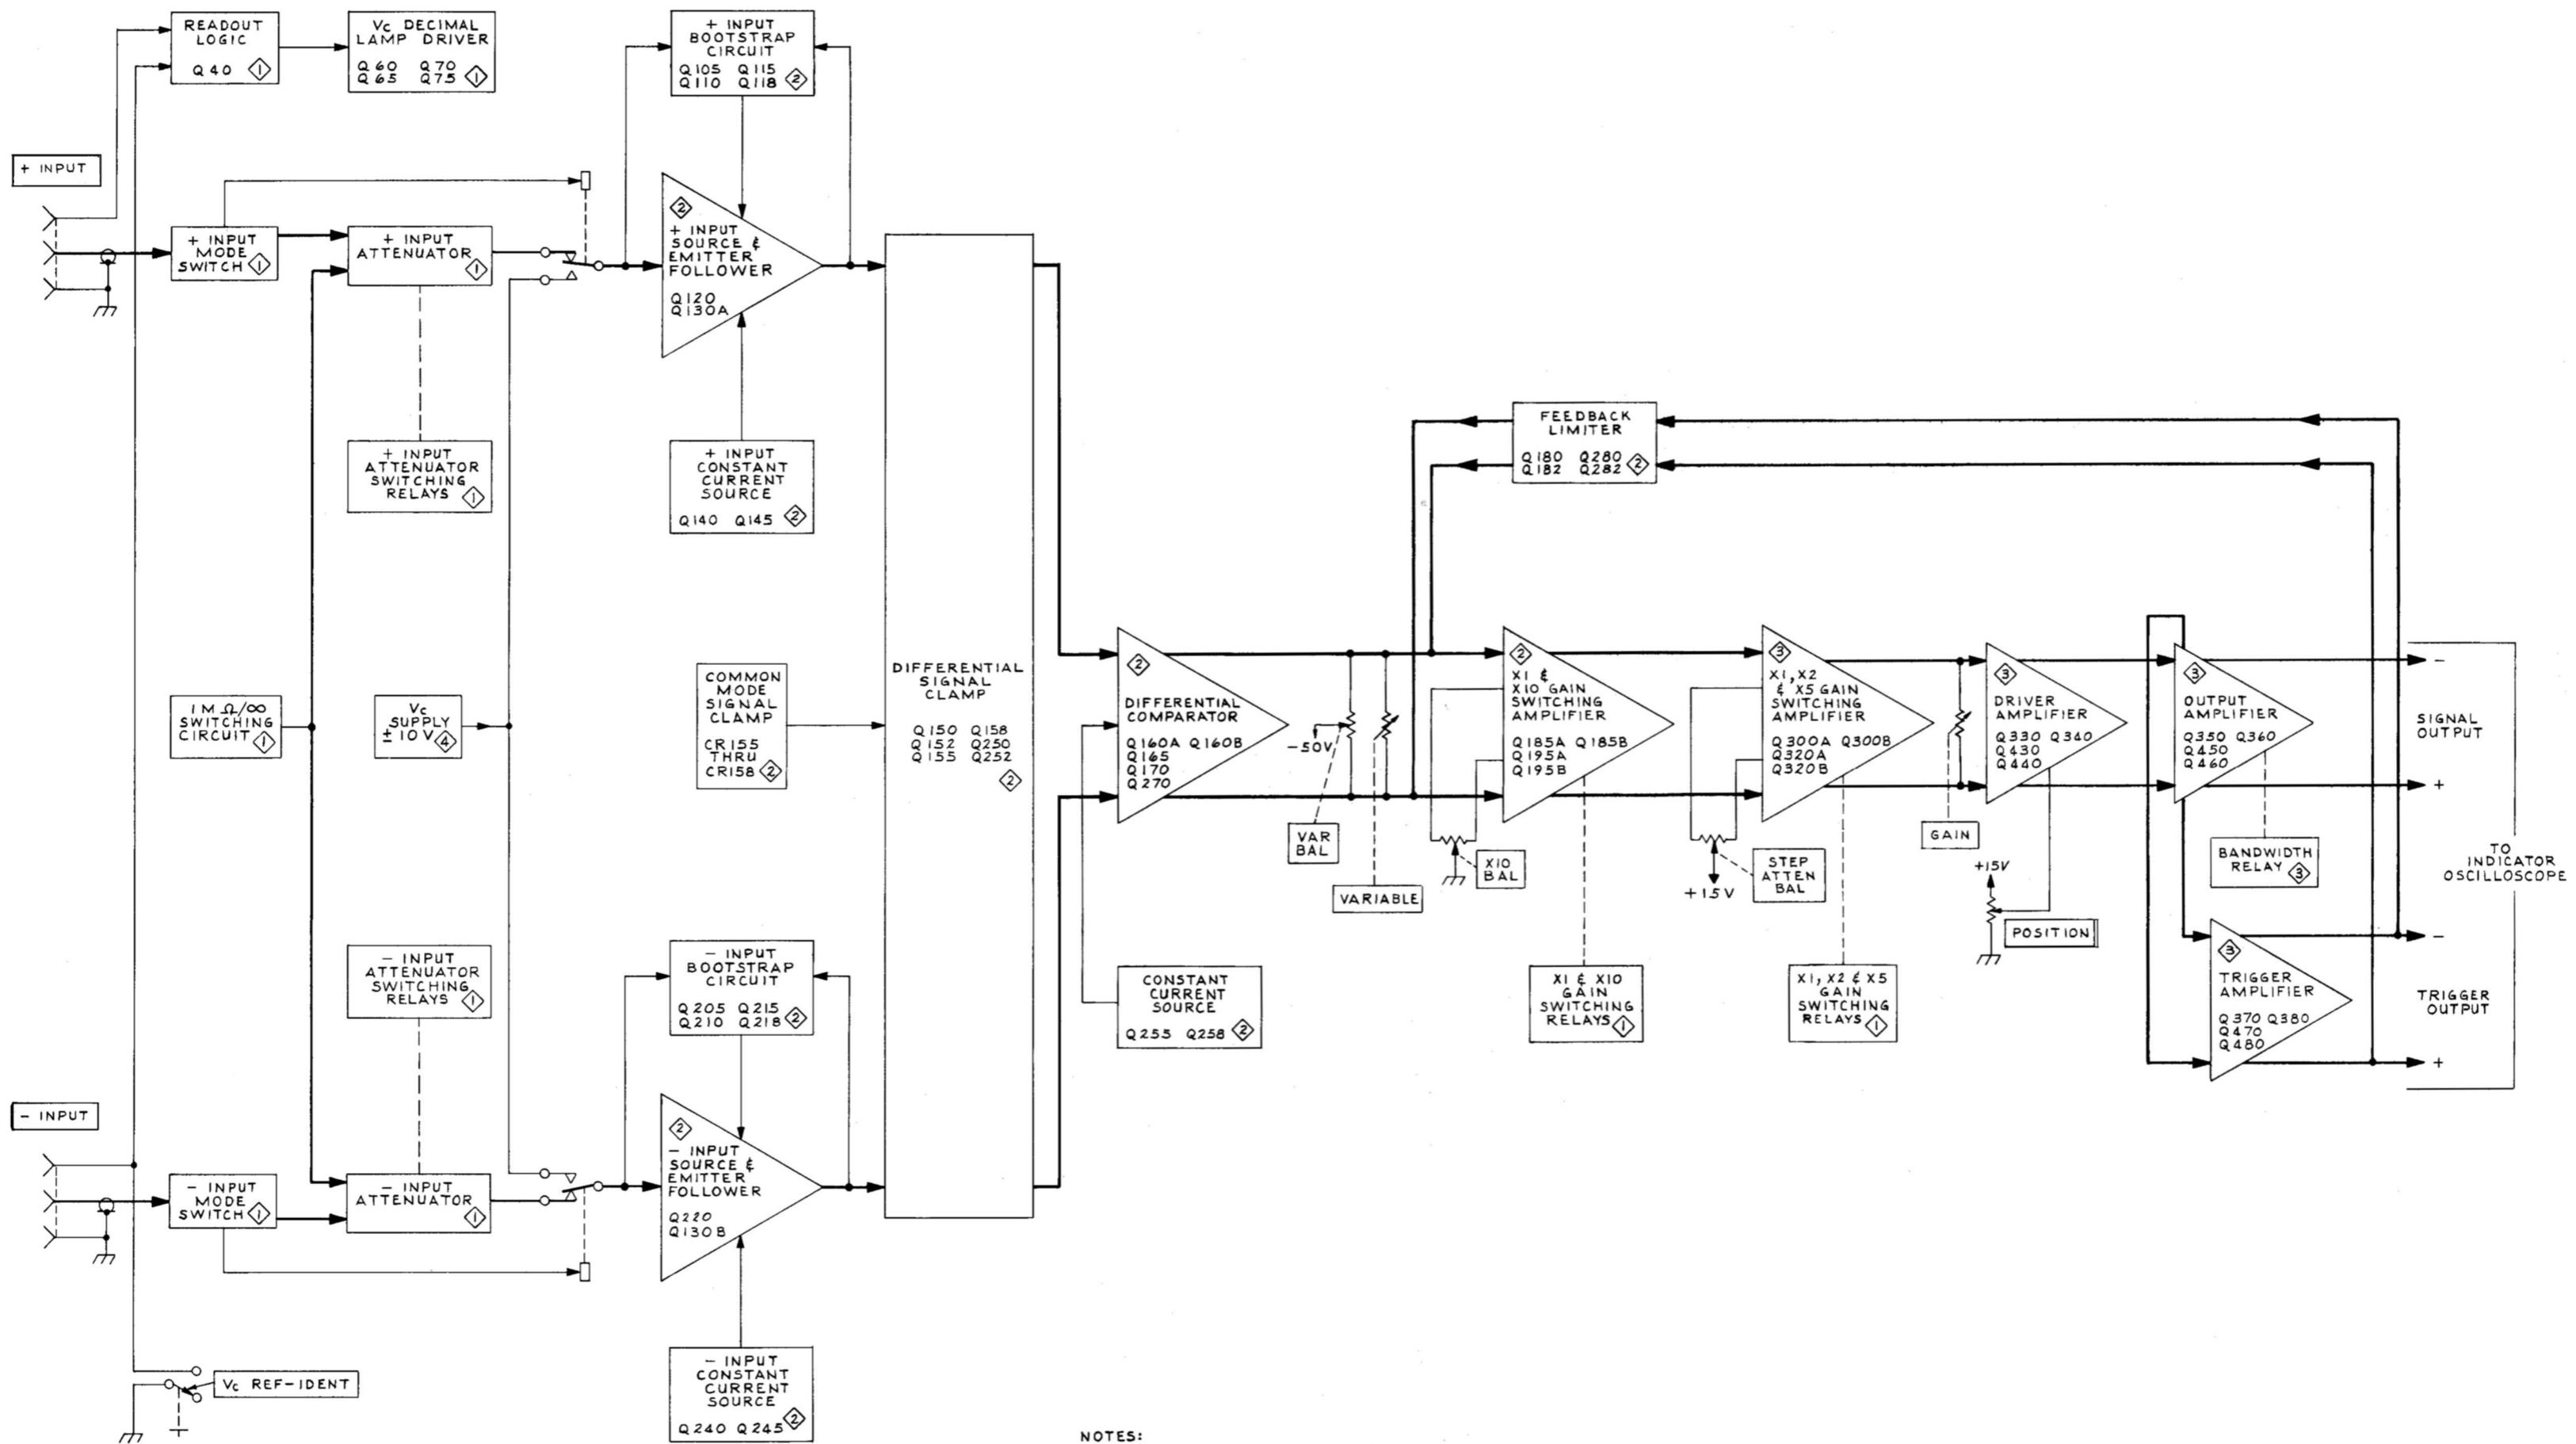 READOUT
LOGIC
Q40 1
VC DECIMAL
LAMP DRIVER
Q60 Q70
Q65 Q75 1
+ INPUT
BOOTSTRAP
CIRCUIT
Q105 Q115
Q110 Q118 2
+ INPUT
+ INPUT
MODE
SWITCH 1
+ INPUT
ATTENUATOR
1
2
+ INPUT
SOURCE &
EMITTER
FOLLOWER
Q120
Q130A
+ INPUT
ATTENUATOR
SWITCHING
RELAYS 1
+ INPUT
CONSTANT
CURRENT
SOURCE
Q140 Q145 2
FEEDBACK
LIMITER
Q180 Q280
Q182 Q282 2
1MΩ/∞
SWITCHING
CIRCUIT 1
VC
SUPPLY
±10V 4
COMMON
MODE
SIGNAL
CLAMP
CR155
THRU
CR158 2
DIFFERENTIAL
SIGNAL
CLAMP
Q150 Q158
Q152 Q250
Q155 Q252
2
2
DIFFERENTIAL
COMPARATOR
Q160A Q160B
Q165
Q170
Q270
-50V
VAR
BAL
VARIABLE
2
X1 &
X10 GAIN
SWITCHING
AMPLIFIER
Q185A Q185B
Q195A
Q195B
X10
BAL
3
X1, X2
& X5 GAIN
SWITCHING
AMPLIFIER
Q300A Q300B
Q320A
Q320B
+15V
STEP
ATTEN
BAL
GAIN
3
DRIVER
AMPLIFIER
Q330 Q340
Q430
Q440
+15V
POSITION
3
OUTPUT
AMPLIFIER
Q350 Q360
Q450
Q460
BANDWIDTH
RELAY 3
-
SIGNAL
OUTPUT
+
TO
INDICATOR
OSCILLOSCOPE
3
TRIGGER
AMPLIFIER
Q370 Q380
Q470
Q480
-
TRIGGER
OUTPUT
+
CONSTANT
CURRENT
SOURCE
Q255 Q258 2
X1 & X10
GAIN
SWITCHING
RELAYS 1
X1, X2 & X5
GAIN
SWITCHING
RELAYS 1
- INPUT
ATTENUATOR
SWITCHING
RELAYS 1
- INPUT
BOOTSTRAP
CIRCUIT
Q205 Q215
Q210 Q218 2
- INPUT
- INPUT
MODE
SWITCH 1
- INPUT
ATTENUATOR
1
2
- INPUT
SOURCE &
EMITTER
FOLLOWER
Q220
Q130B
VC REF-IDENT
- INPUT
CONSTANT
CURRENT
SOURCE
Q240 Q245 2
NOTES: